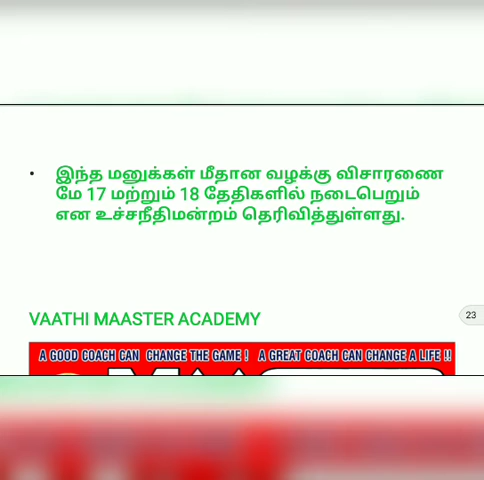 • இந்த மனுக்கள் மீதான வழக்கு விசாரணை
மே 17 மற்றும் 18 தேதிகளில் நடைபெறும்
என உச்சநீதிமன்றம் தெரிவித்துள்ளது.
VAATHI MAASTER ACADEMY
23
A GOOD COACH CAN CHANGE THE GAME ! A GREAT COACH CAN CHANGE A LIFE !!